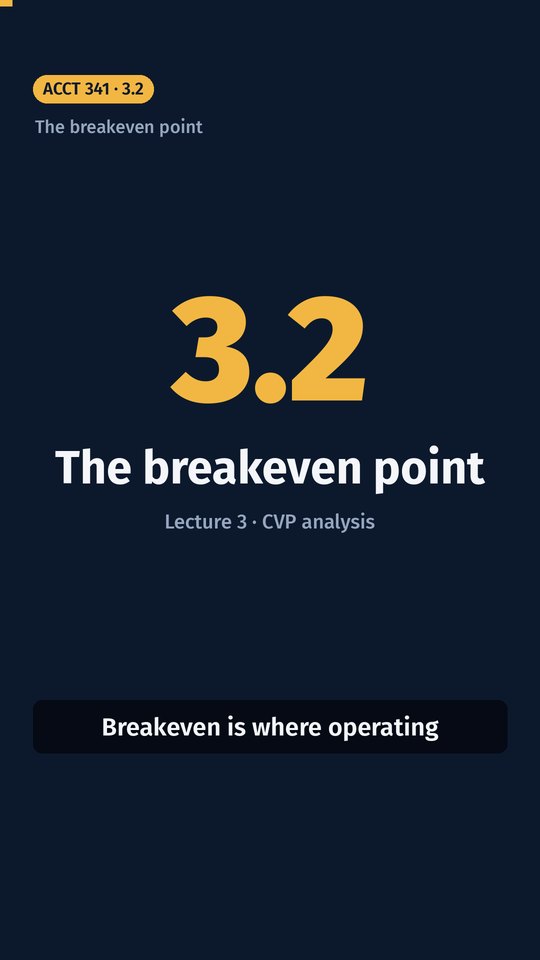 ACCT 341 · 3.2
The breakeven point
3.2
The breakeven point
Lecture 3 · CVP analysis
Breakeven is where operating